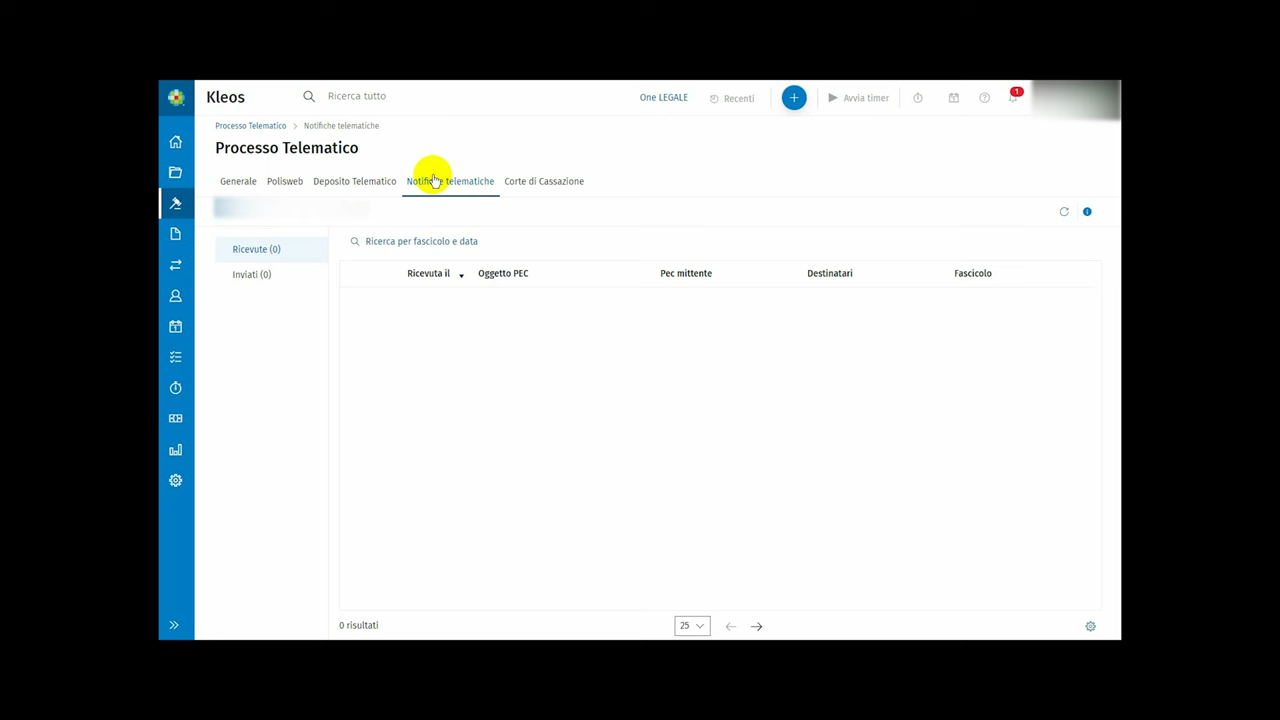 Kleos
Ricerca tutto
One LEGALE
Recenti
Avvia timer
1
Processo Telematico > Notifiche telematiche
Processo Telematico
Generale
Polisweb
Deposito Telematico
Notifiche telematiche
Corte di Cassazione
Ricevute (0)
Inviati (0)
Ricerca per fascicolo e data
Ricevuta il
Oggetto PEC
Pec mittente
Destinatari
Fascicolo
0 risultati
25